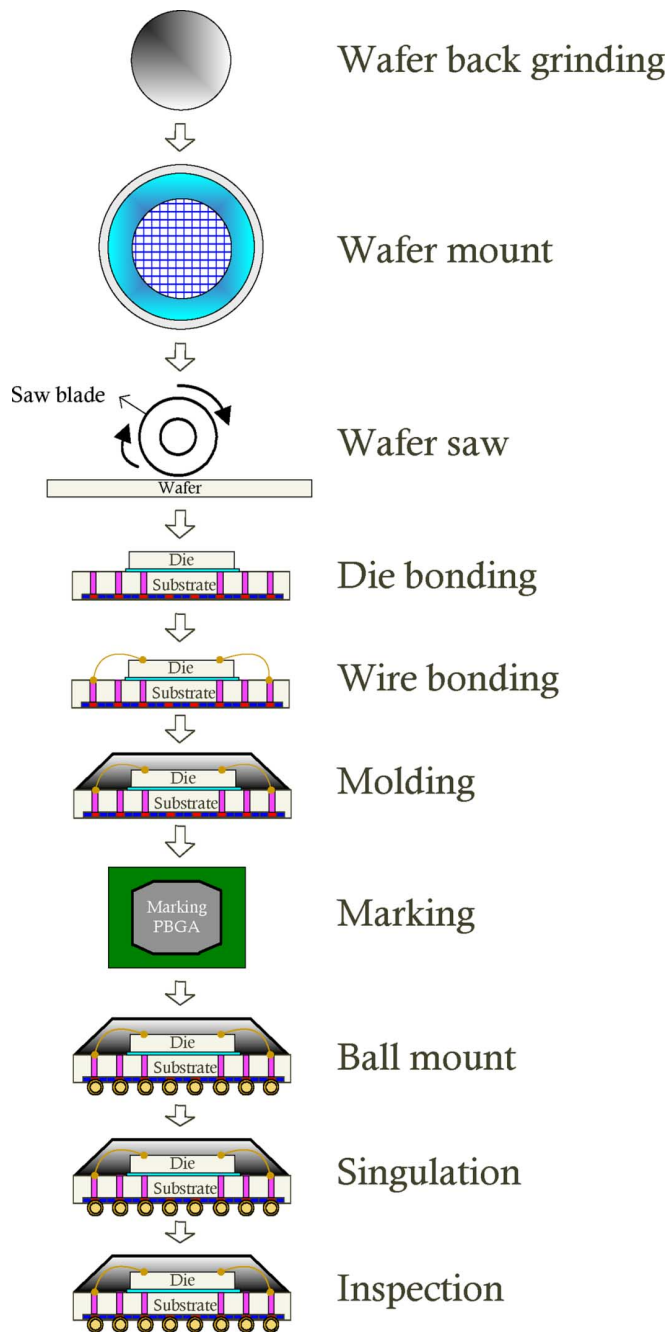 Wafer back grinding
Wafer mount
Saw blade
Wafer saw
Wafer
Die
Substrate
Die bonding
Die
Substrate
Wire bonding
Die
Substrate
Molding
Marking
PBGA
Marking
Die
Substrate
Ball mount
Die
Substrate
Singulation
Die
Substrate
Inspection